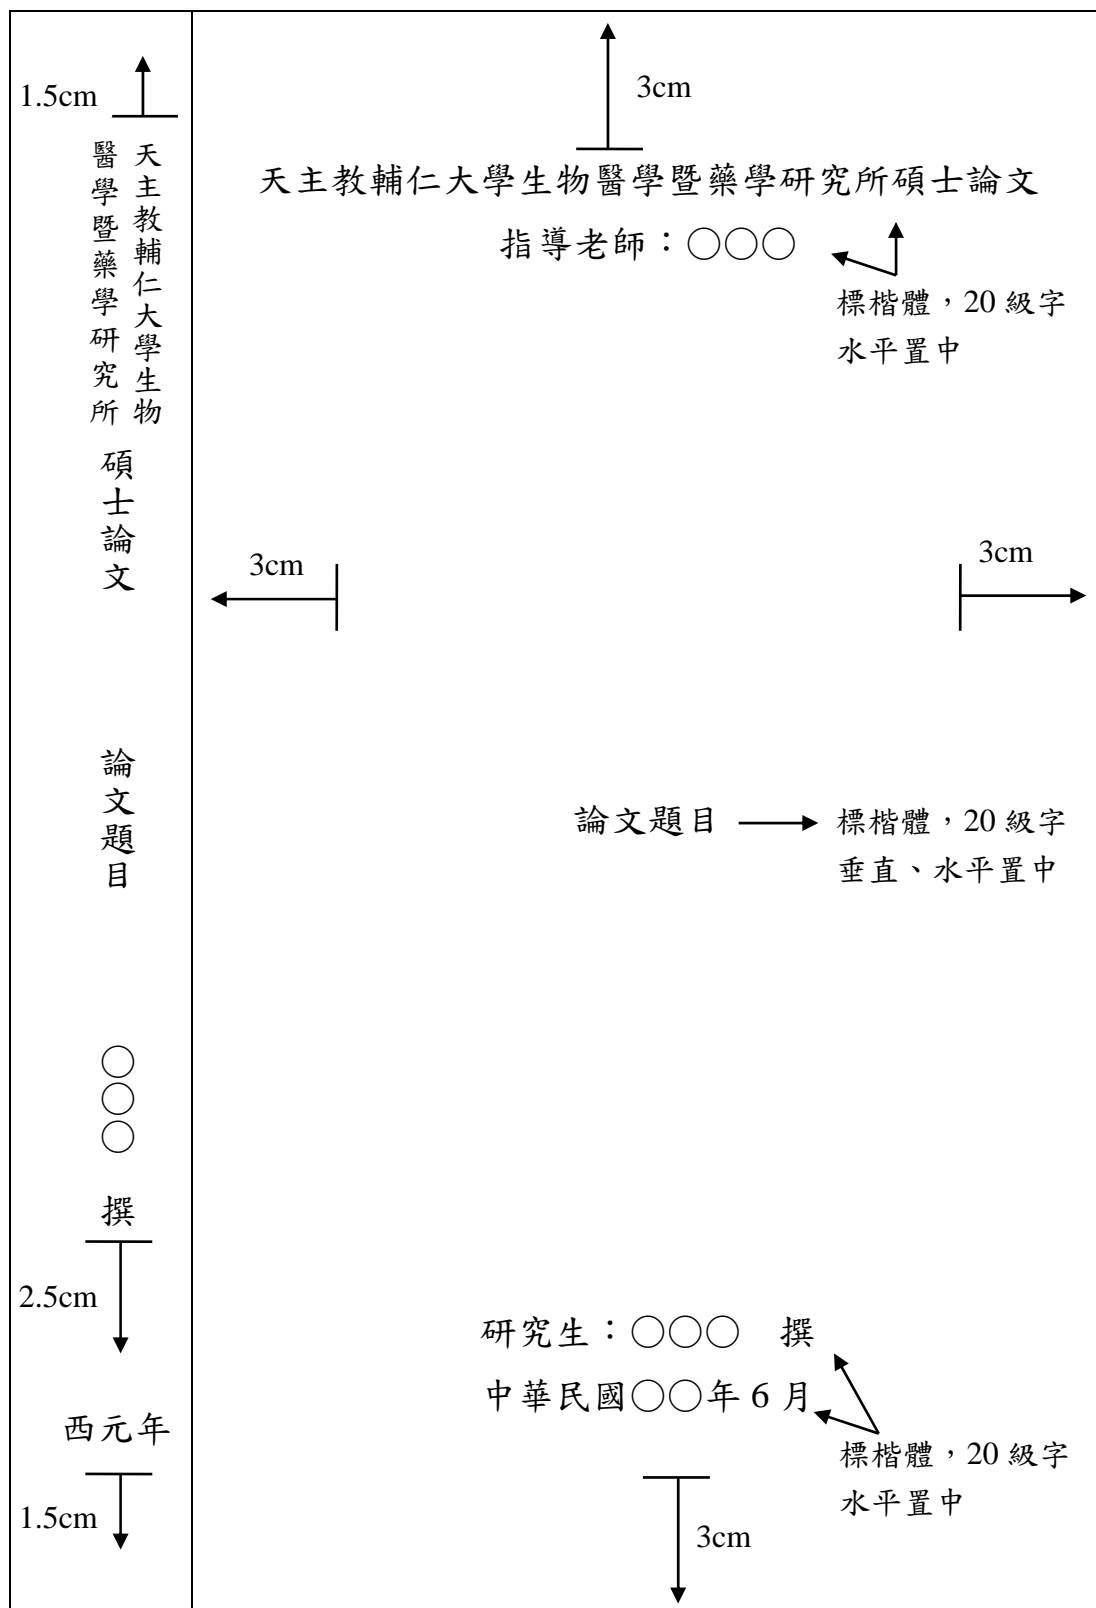 1.5cm
天主教輔仁大學生物
醫學暨藥學研究所
碩士論文
論文題目
○○○
撰
2.5cm
西元年
1.5cm
3cm
天主教輔仁大學生物醫學暨藥學研究所碩士論文
指導老師：○○○
標楷體，20 級字
水平置中
3cm
3cm
論文題目
標楷體，20 級字
垂直、水平置中
研究生：○○○　撰
中華民國○○年 6 月
標楷體，20 級字
水平置中
3cm